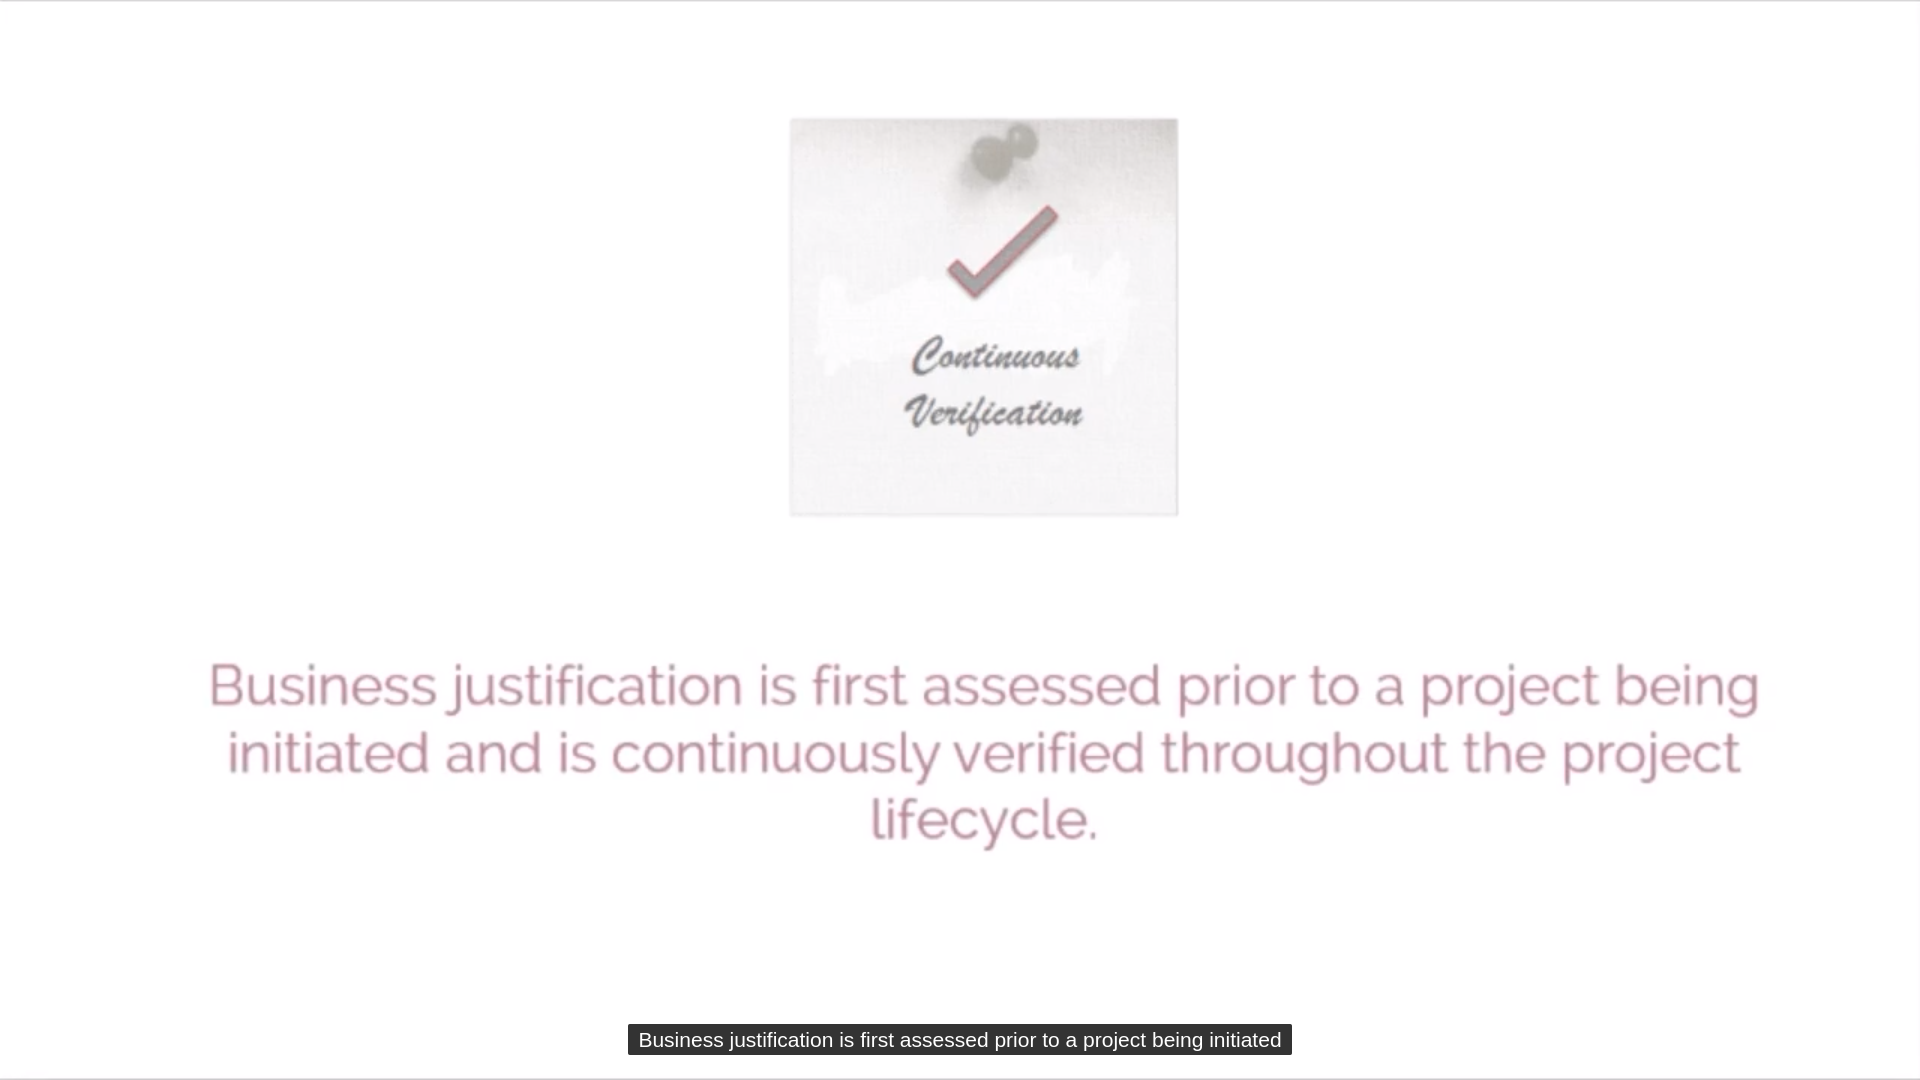 Continuous
Verification
Business justification is first assessed prior to a project being
initiated and is continuously verified throughout the project
lifecycle.
Business justification is first assessed prior to a project being initiated